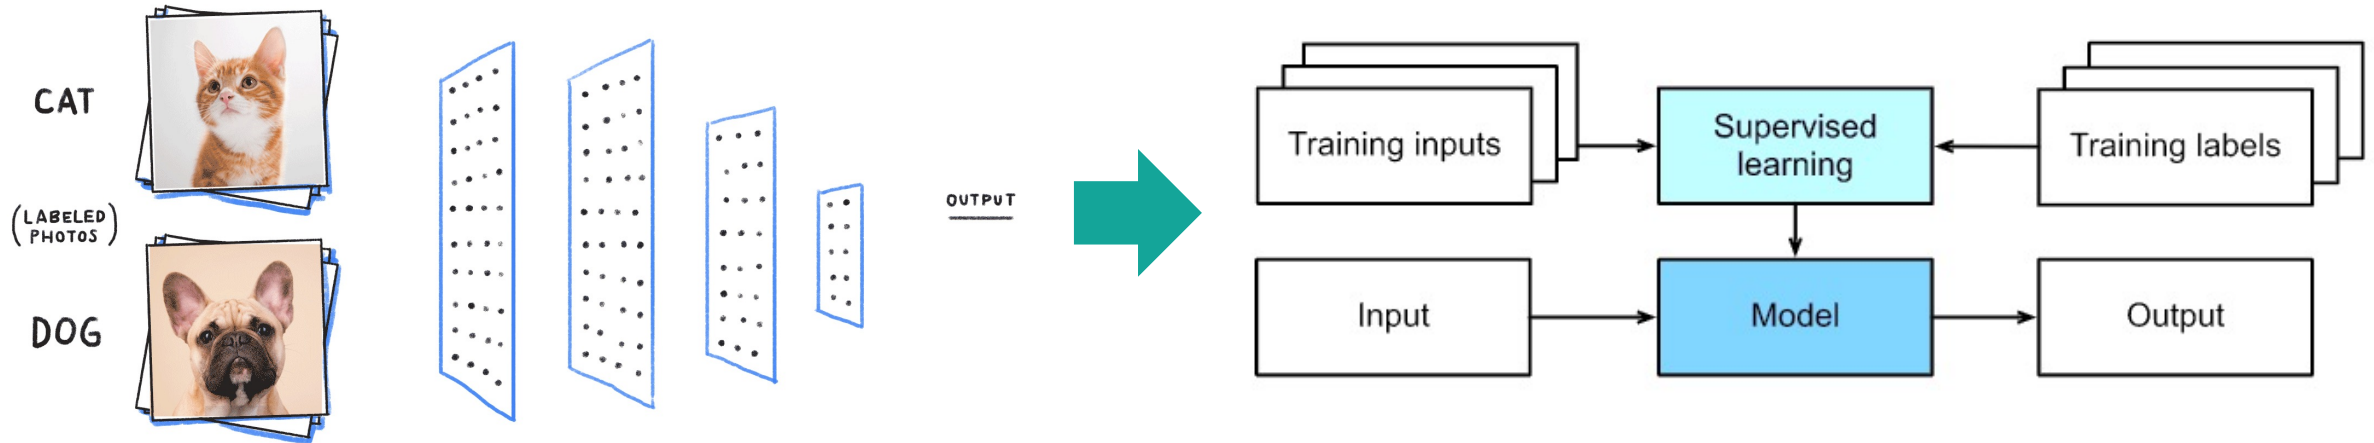 CAT
(LABELED
PHOTOS)
DOG
OUTPUT
Training inputs
Supervised
learning
Training labels
Input
Model
Output